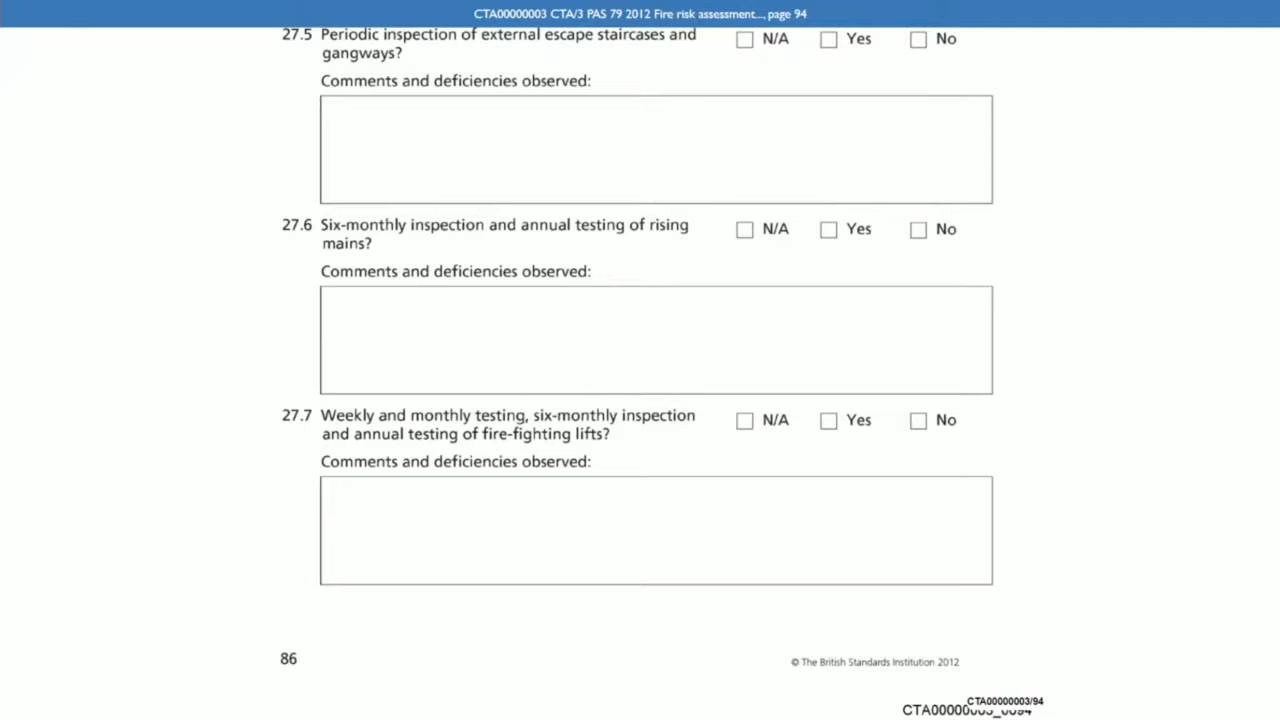 CTA00000003 CTA/3 PAS 79 2012 Fire risk assessment..., page 94
27.5 Periodic inspection of external escape staircases and gangways? N/A Yes No
Comments and deficiencies observed:
27.6 Six-monthly inspection and annual testing of rising mains? N/A Yes No
Comments and deficiencies observed:
27.7 Weekly and monthly testing, six-monthly inspection and annual testing of fire-fighting lifts? N/A Yes No
Comments and deficiencies observed:
86
© The British Standards Institution 2012
CTA00000003/94
CTA00000003_0094